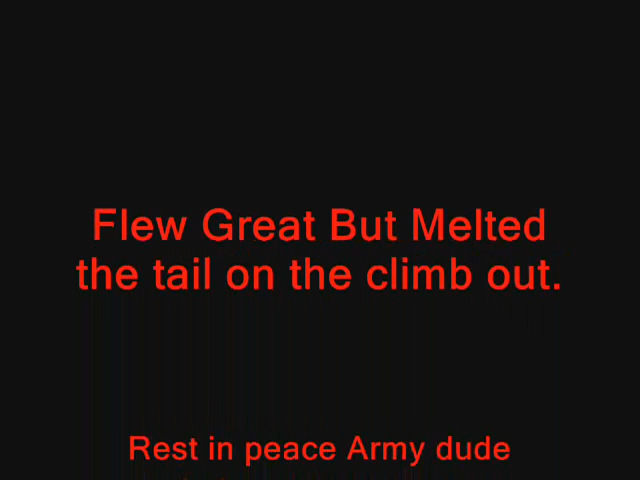 Flew Great But Melted
the tail on the climb out.
Rest in peace Army dude